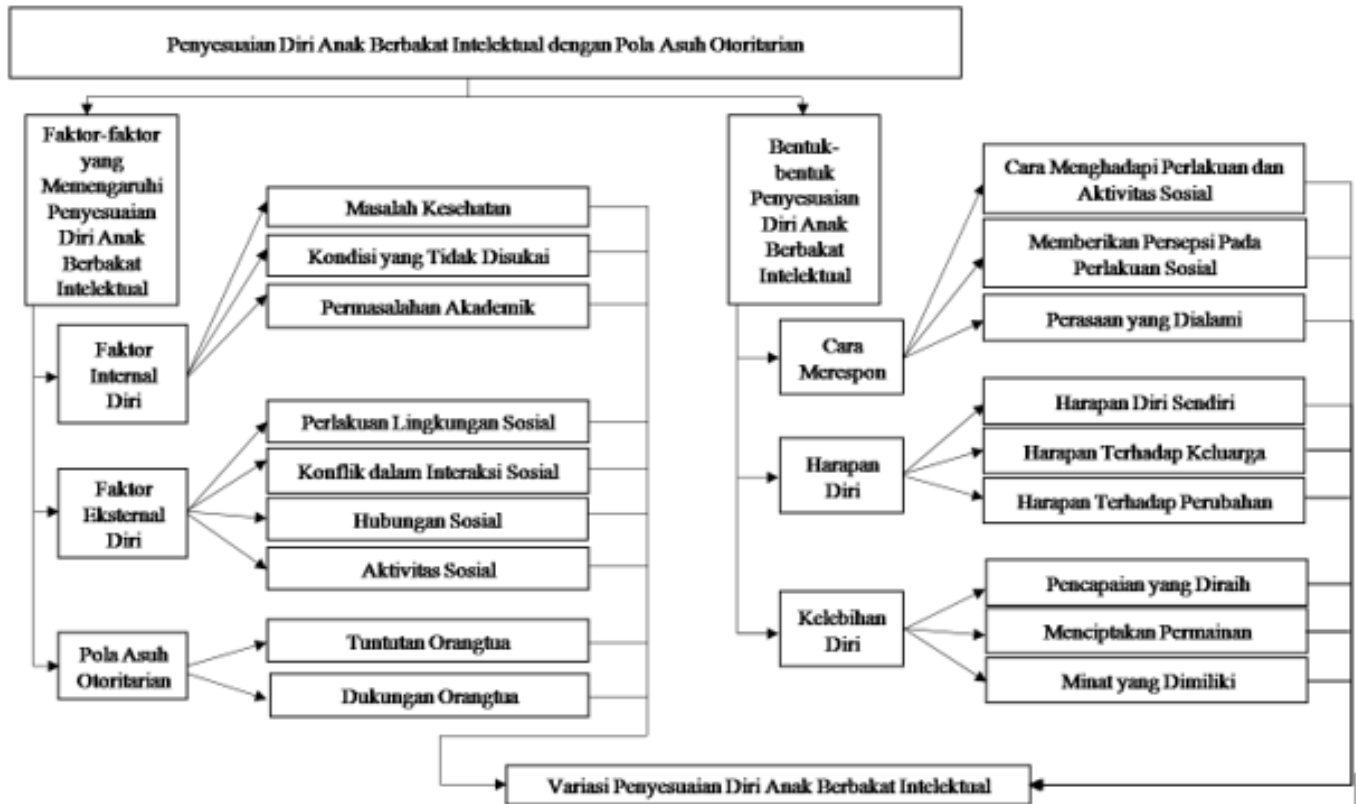 Penyesuaian Diri Anak Berbakat Intelektual dengan Pola Asuh Otoritarian
Faktor-faktor
yang
Memengaruhi
Penyesuaian
Diri Anak
Berbakat
Intelektual
Faktor
Internal
Diri
Masalah Kesehatan
Kondisi yang Tidak Disukai
Permasalahan Akademik
Faktor
Eksternal
Diri
Perlakuan Lingkungan Sosial
Konflik dalam Interaksi Sosial
Hubungan Sosial
Aktivitas Sosial
Pola Asuh
Otoritarian
Tuntutan Orangtua
Dukungan Orangtua
Bentuk-
bentuk
Penyesuaian
Diri Anak
Berbakat
Intelektual
Cara
Merespon
Cara Menghadapi Perlakuan dan
Aktivitas Sosial
Memberikan Persepsi Pada
Perlakuan Sosial
Perasaan yang Dialami
Harapan
Diri
Harapan Diri Sendiri
Harapan Terhadap Keluarga
Harapan Terhadap Perubahan
Kelebihan
Diri
Pencapaian yang Diraih
Menciptakan Permainan
Minat yang Dimiliki
Variasi Penyesuaian Diri Anak Berbakat Intelektual